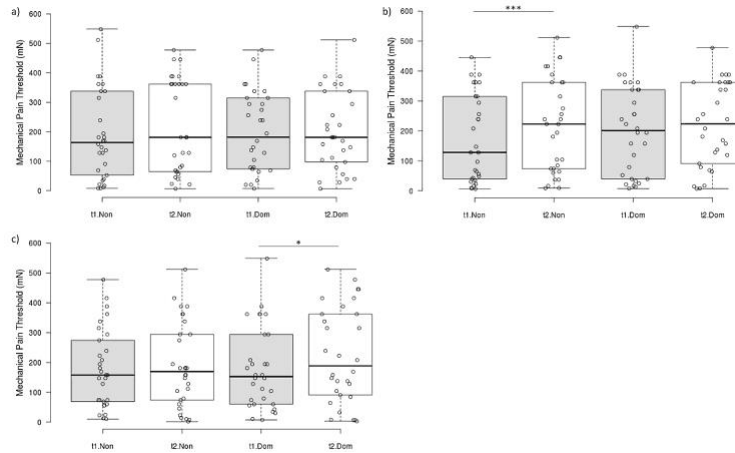 a)
Mechanical Pain Threshold (mN)
600
500
400
300
200
100
0
t1.Non t2.Non t1.Dom t2.Dom
b)
Mechanical Pain Threshold (mN)
600
500
400
300
200
100
0
***
t1.Non t2.Non t1.Dom t2.Dom
c)
Mechanical Pain Threshold (mN)
600
500
400
300
200
100
0
*
t1.Non t2.Non t1.Dom t2.Dom